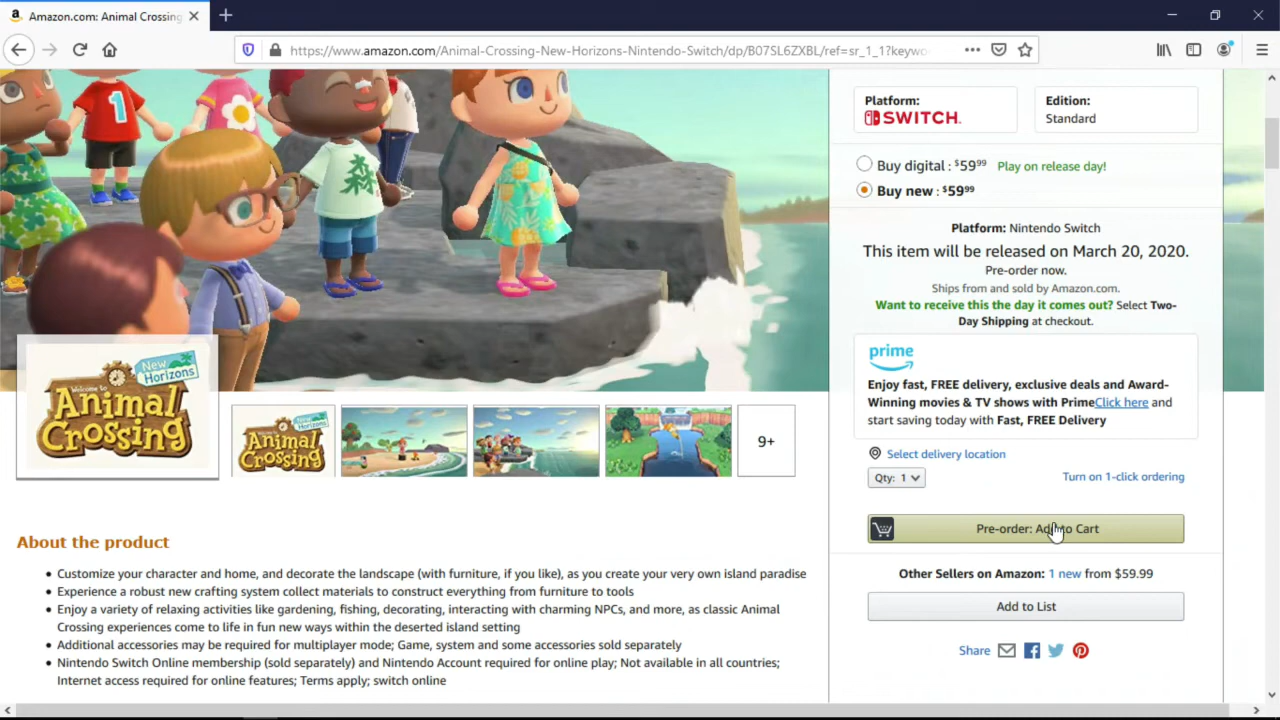 Amazon.com: Animal Crossing
https://www.amazon.com/Animal-Crossing-New-Horizons-Nintendo-Switch/dp/B07SL6ZXBL/ref=sr_1_1?keywo
1
Platform:
SWITCH.
Edition:
Standard
Buy digital : $59.99 Play on release day!
Buy new : $59.99
Platform: Nintendo Switch
This item will be released on March 20, 2020.
Pre-order now.
Ships from and sold by Amazon.com.
Want to receive this the day it comes out? Select Two-
Day Shipping at checkout.
prime
Enjoy fast, FREE delivery, exclusive deals and Award-
Winning movies & TV shows with PrimeClick here and
start saving today with Fast, FREE Delivery
Select delivery location
Qty: 1
Turn on 1-click ordering
Pre-order: Add to Cart
Other Sellers on Amazon: 1 new from $59.99
Add to List
Share
Welcome to
Animal
Crossing
New
Horizons
Animal
Crossing
New
Horizons
9+
About the product
• Customize your character and home, and decorate the landscape (with furniture, if you like), as you create your very own island paradise
• Experience a robust new crafting system collect materials to construct everything from furniture to tools
• Enjoy a variety of relaxing activities like gardening, fishing, decorating, interacting with charming NPCs, and more, as classic Animal
Crossing experiences come to life in fun new ways within the deserted island setting
• Additional accessories may be required for multiplayer mode; Game, system and some accessories sold separately
• Nintendo Switch Online membership (sold separately) and Nintendo Account required for online play; Not available in all countries;
Internet access required for online features; Terms apply; switch online